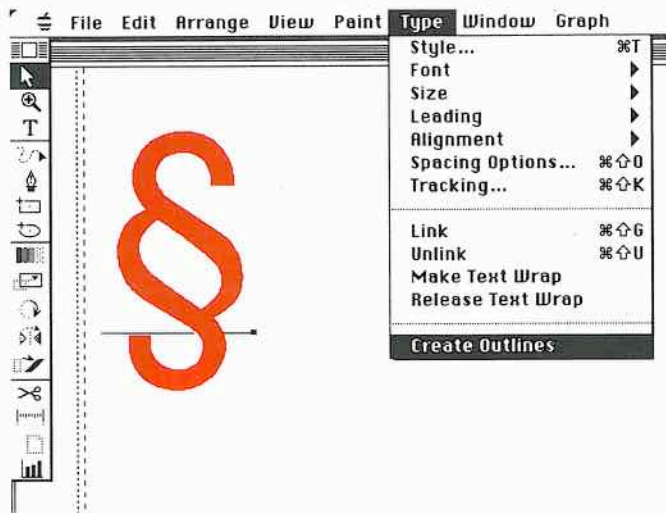 File Edit Arrange View Paint Type Window Graph
Style... ⌘T
Font
Size
Leading
Alignment
Spacing Options... ⌘⇧O
Tracking... ⌘⇧K
Link ⌘⇧G
Unlink ⌘⇧U
Make Text Wrap
Release Text Wrap
Create Outlines
T
§